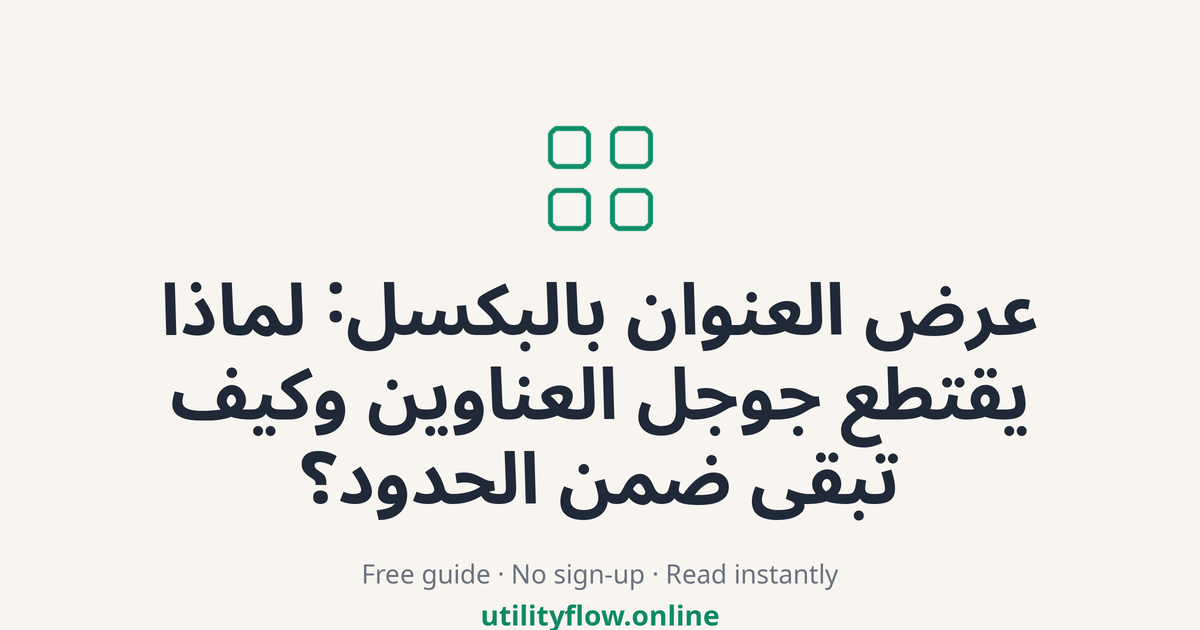 عرض العنوان بالبكسل: لماذا
يقتطع جوجل العناوين وكيف
تبقى ضمن الحدود؟
Free guide · No sign-up · Read instantly
utilityflow.online